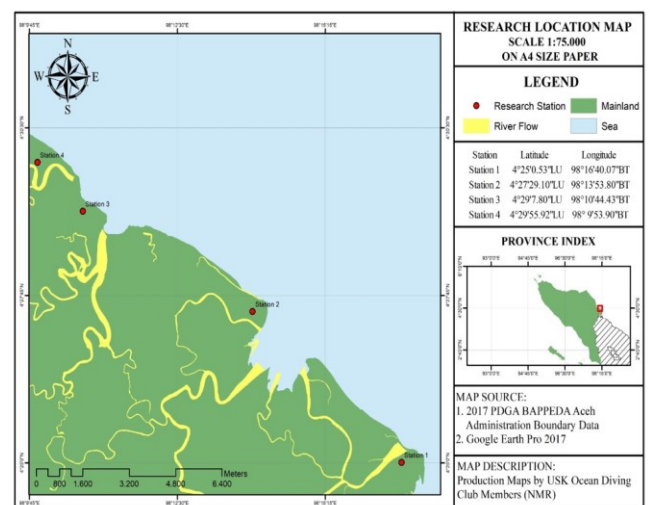 RESEARCH LOCATION MAP
SCALE 1:75.000
ON A4 SIZE PAPER
LEGEND
Research Station
Mainland
River Flow
Sea
Station Latitude Longitude
Station 1 4°25'0.53"LU 98°16'40.07"BT
Station 2 4°27'29.10"LU 98°13'53.80"BT
Station 3 4°29'7.80"LU 98°10'44.43"BT
Station 4 4°29'55.92"LU 98° 9'53.90"BT
PROVINCE INDEX
MAP SOURCE:
1. 2017 PDGA BAPPEDA Aceh
Administration Boundary Data
2. Google Earth Pro 2017
MAP DESCRIPTION:
Production Maps by USK Ocean Diving
Club Members (NMR)
N
W E
S
Station 4
Station 3
Station 2
Station 1
Meters
0 800 1.600 3.200 4.800 6.400